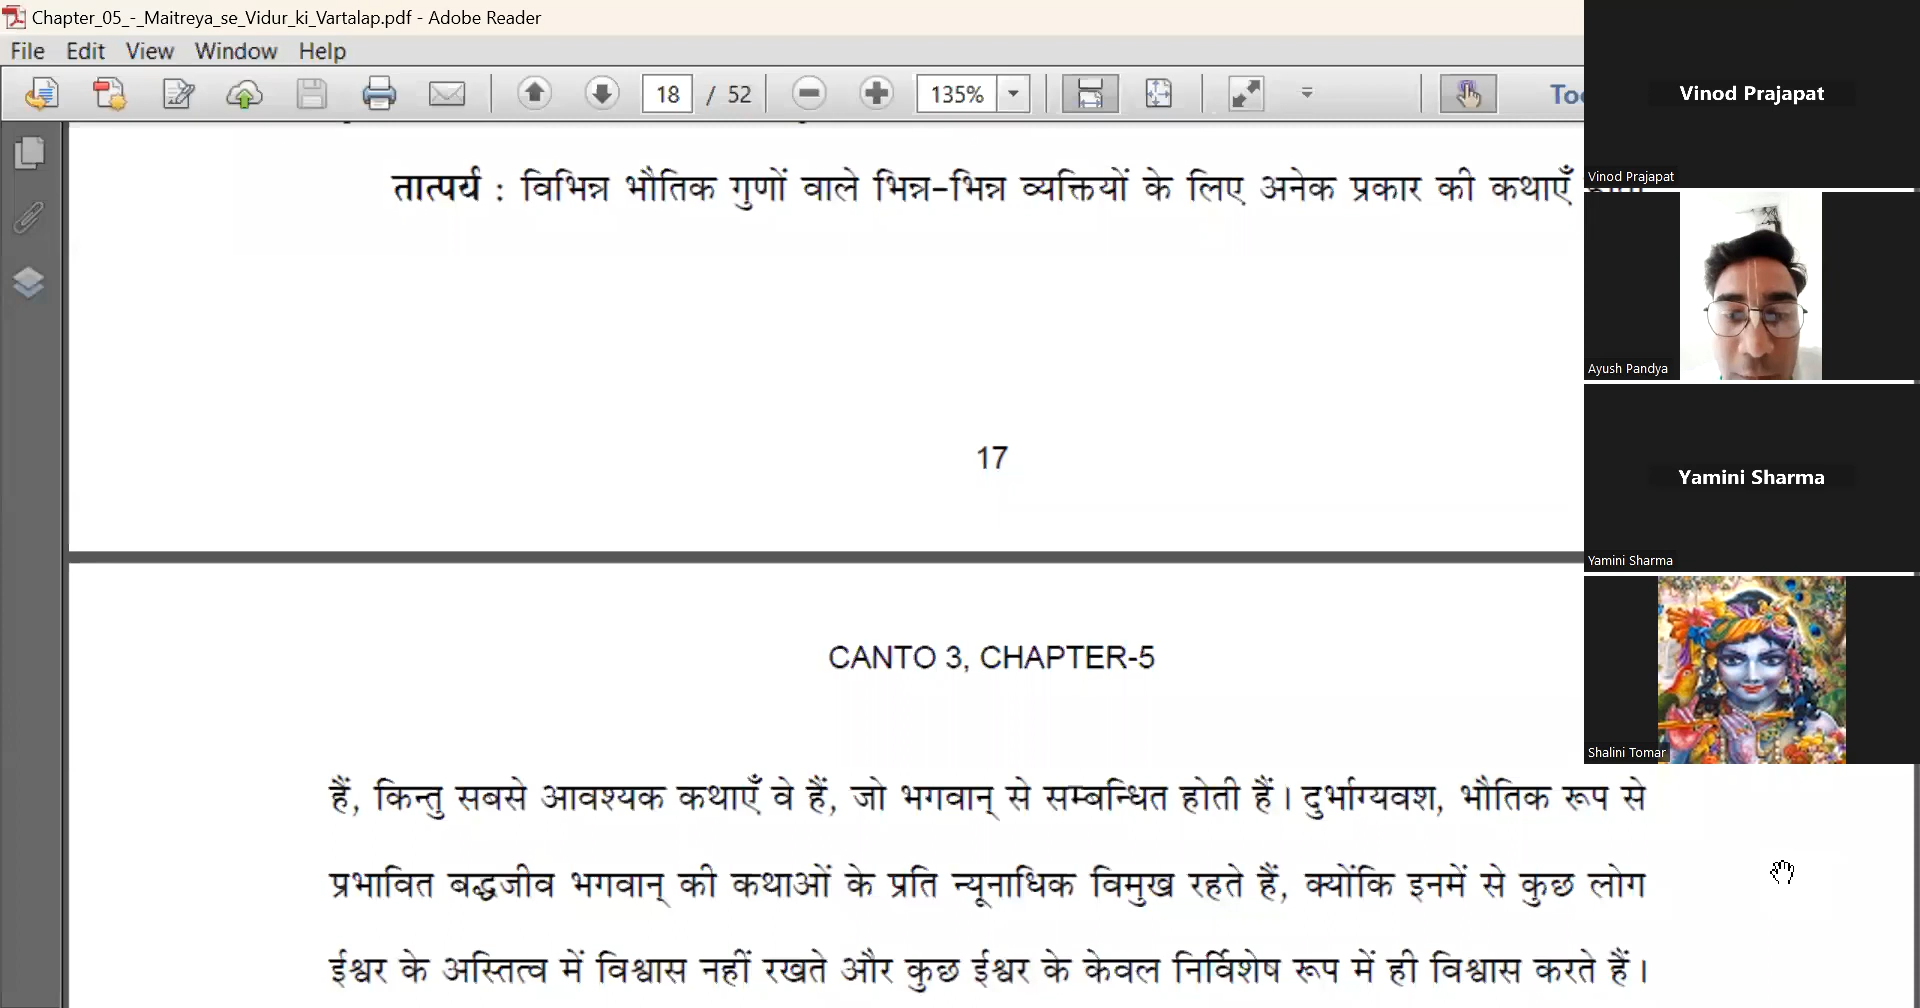 Chapter_05_-_Maitreya_se_Vidur_ki_Vartalap.pdf - Adobe Reader
File Edit View Window Help
18 / 52 135%
तात्पर्य : विभिन्न भौतिक गुणों वाले भिन्न-भिन्न व्यक्तियों के लिए अनेक प्रकार की कथाएँ
17
CANTO 3, CHAPTER-5
हैं, किन्तु सबसे आवश्यक कथाएँ वे हैं, जो भगवान् से सम्बन्धित होती हैं। दुर्भाग्यवश, भौतिक रूप से
प्रभावित बद्धजीव भगवान् की कथाओं के प्रति न्यूनाधिक विमुख रहते हैं, क्योंकि इनमें से कुछ लोग
ईश्वर के अस्तित्व में विश्वास नहीं रखते और कुछ ईश्वर के केवल निर्विशेष रूप में ही विश्वास करते हैं।
Vinod Prajapat
Vinod Prajapat
Ayush Pandya
Yamini Sharma
Yamini Sharma
Shalini Tomar